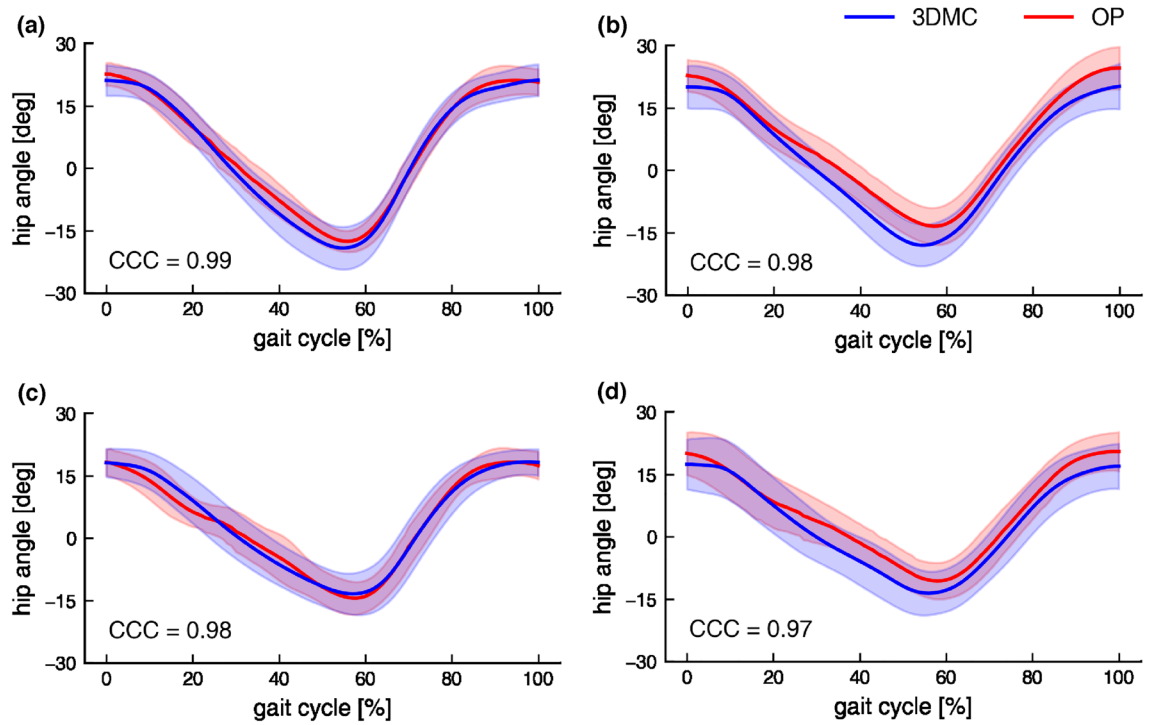 (a)
3DMC
OP
(b)
30
15
0
−15
−30
hip angle [deg]
CCC = 0.99
0 20 40 60 80 100
gait cycle [%]
30
15
0
−15
−30
hip angle [deg]
CCC = 0.98
0 20 40 60 80 100
gait cycle [%]
(c)
30
15
0
−15
−30
hip angle [deg]
CCC = 0.98
0 20 40 60 80 100
gait cycle [%]
(d)
30
15
0
−15
−30
hip angle [deg]
CCC = 0.97
0 20 40 60 80 100
gait cycle [%]